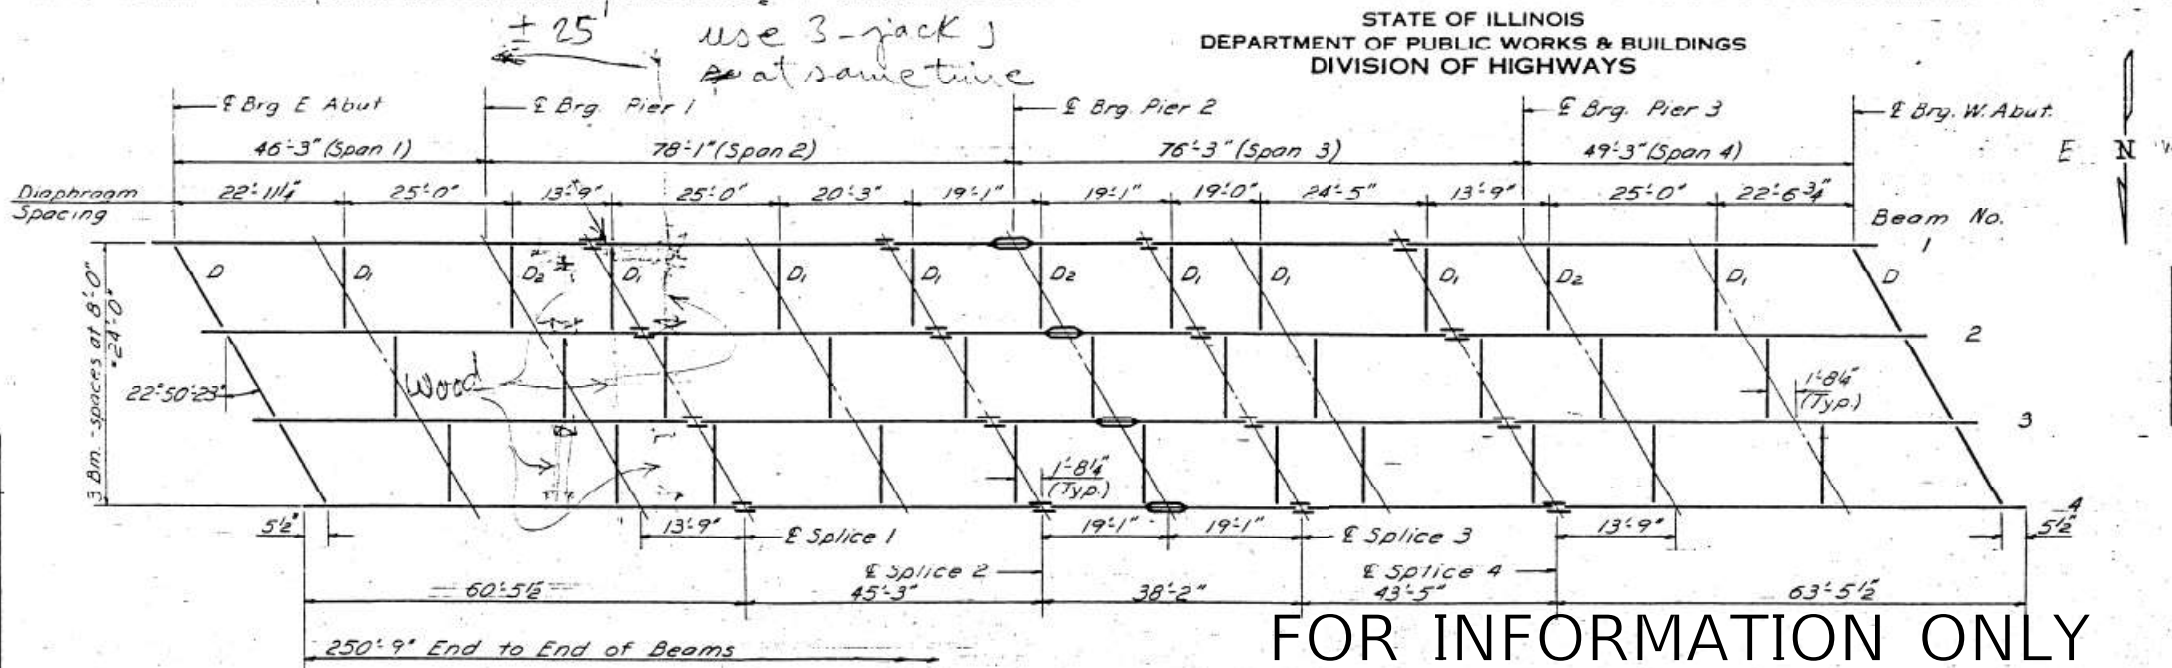 ± 25'
use 3-jack s
at same time
STATE OF ILLINOIS
DEPARTMENT OF PUBLIC WORKS & BUILDINGS
DIVISION OF HIGHWAYS
℄ Brg E Abut
℄ Brg. Pier 1
℄ Brg. Pier 2
℄ Brg. Pier 3
℄ Brg. W. Abut.
46'-3" (Span 1)
78'-1" (Span 2)
76'-3" (Span 3)
49'-3" (Span 4)
E N W
Diaphragm
Spacing
22'-11¼" 25'-0" 13'-9" 25'-0" 20'-3" 19'-1" 19'-1" 19'-0" 24'-5" 13'-9" 25'-0" 22'-6¾"
Beam No.
1
D D1 D2 D1 D1 D1 D2 D1 D1 D1 D2 D1 D
3 Bm. spaces at 8'-0"
=24'-0"
2
22°-50'-23"
Wood
1'-8¼"
(Typ.)
3
1'-8¼"
(Typ.)
4
5½"
13'-9"
℄ Splice 1
19'-1" 19'-1"
℄ Splice 3
13'-9"
5½"
℄ Splice 2
℄ Splice 4
60'-5½"
45'-3"
38'-2"
43'-5"
63'-5½"
250'-9" End to End of Beams
FOR INFORMATION ONLY